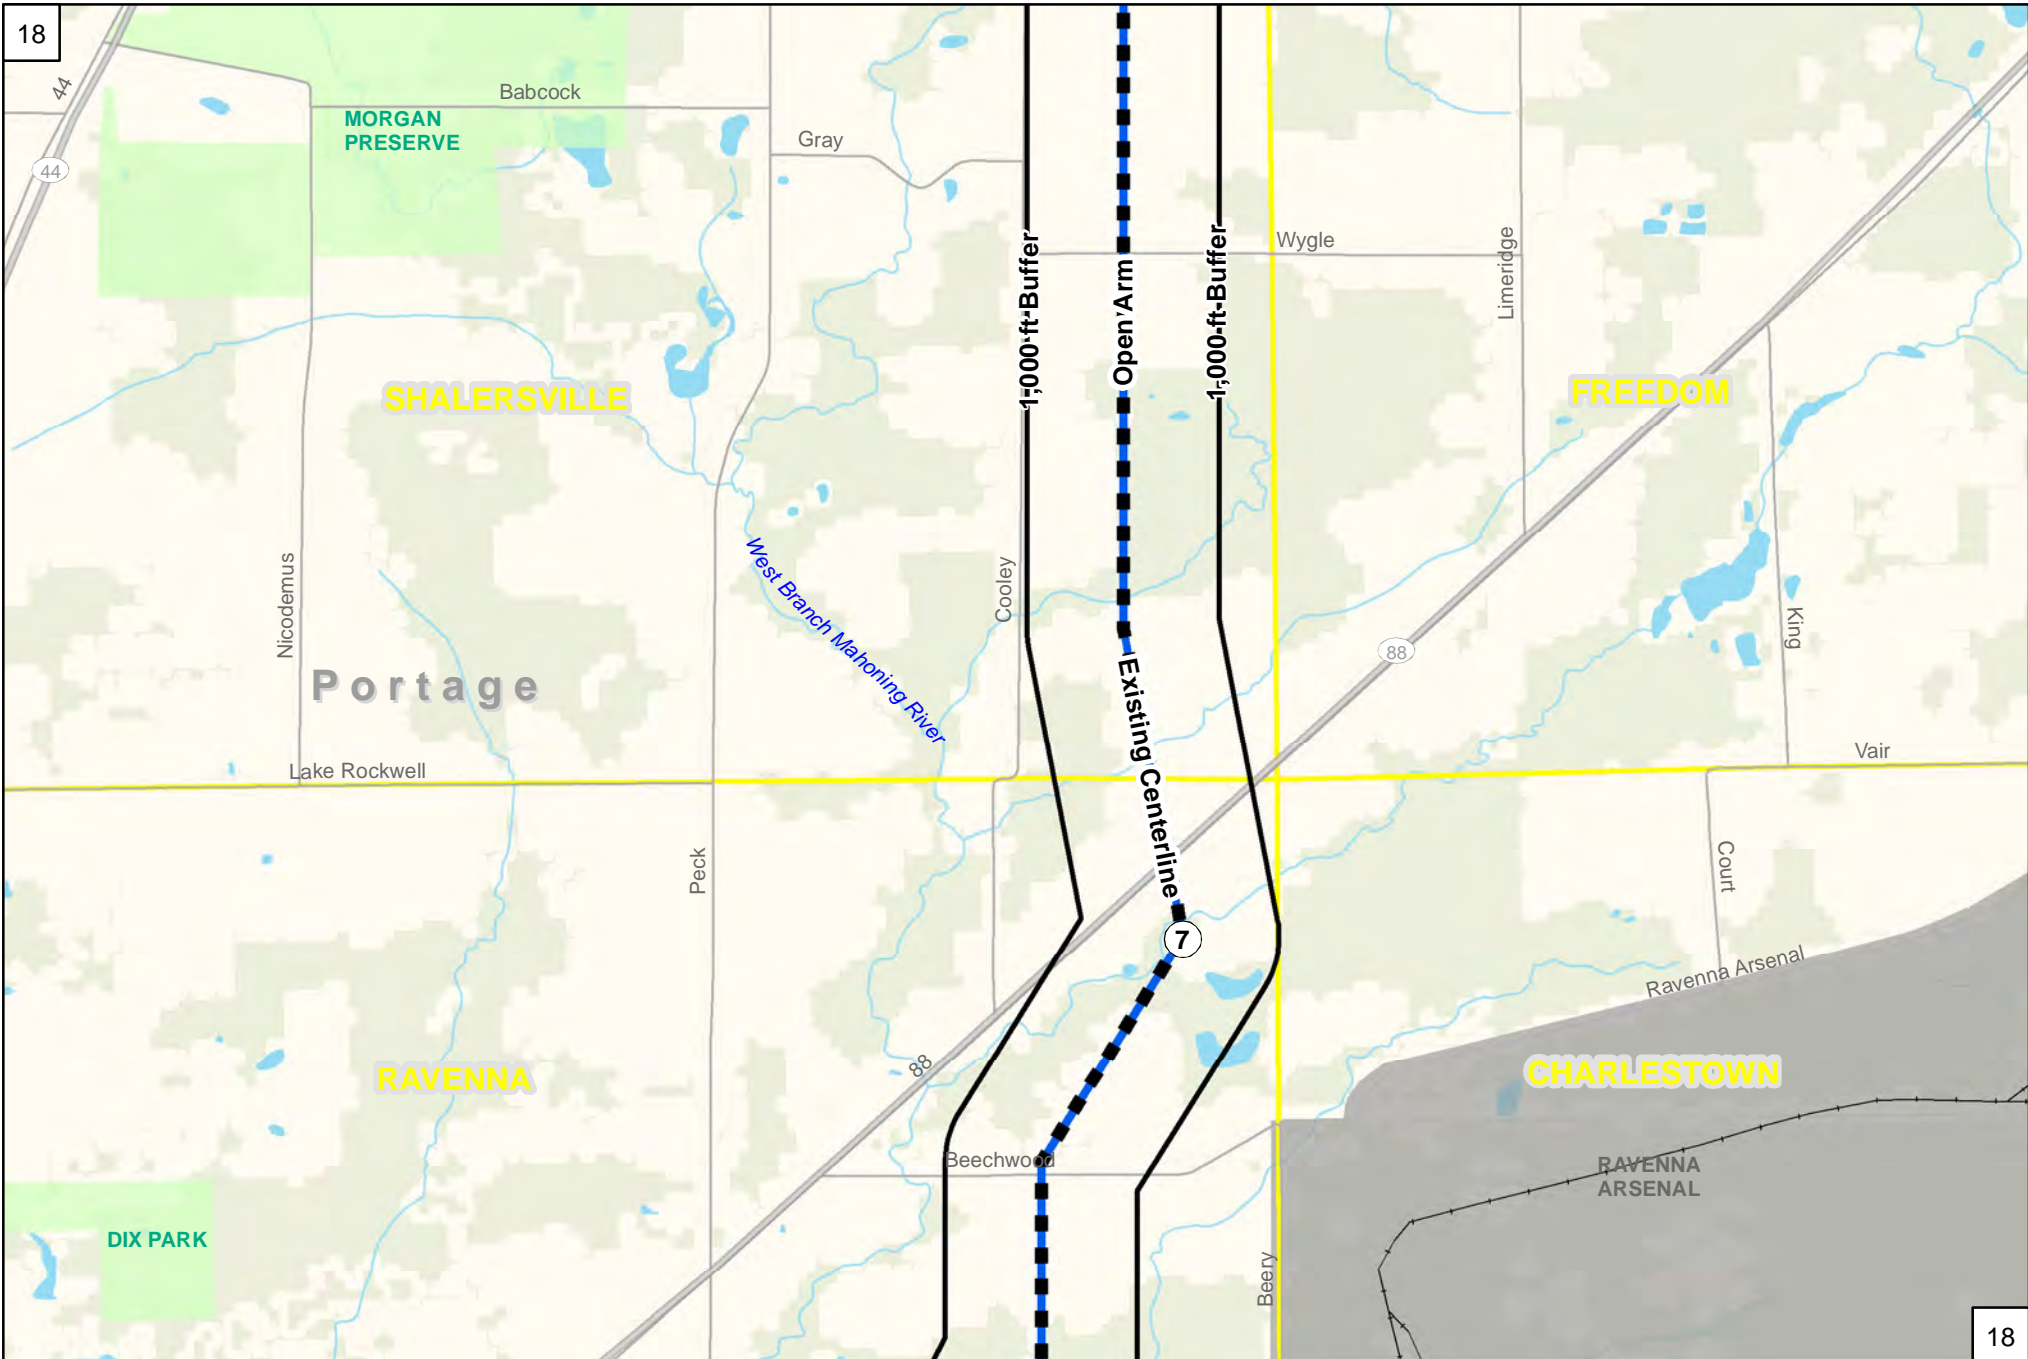 18
44
Babcock
MORGAN
PRESERVE
Gray
44
Wygle
Limeridge
1,000-ft-Buffer
Open Arm
1,000-ft-Buffer
SHALERSVILLE
FREEDOM
Nicodemus
West Branch Mahoning River
Cooley
King
88
Portage
Existing Centerline
Lake Rockwell
Vair
Peck
Court
7
Ravenna Arsenal
88
RAVENNA
CHARLESTOWN
Beechwood
RAVENNA
ARSENAL
DIX PARK
Beery
18